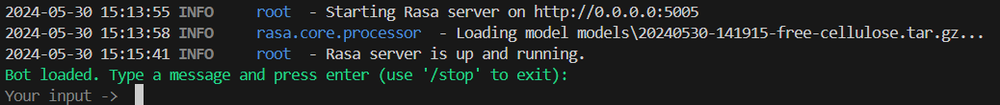 2024-05-30 15:13:55 INFO     root  - Starting Rasa server on http://0.0.0.0:5005
2024-05-30 15:13:58 INFO     rasa.core.processor  - Loading model models\20240530-141915-free-cellulose.tar.gz...
2024-05-30 15:15:41 INFO     root  - Rasa server is up and running.
Bot loaded. Type a message and press enter (use '/stop' to exit):
Your input ->